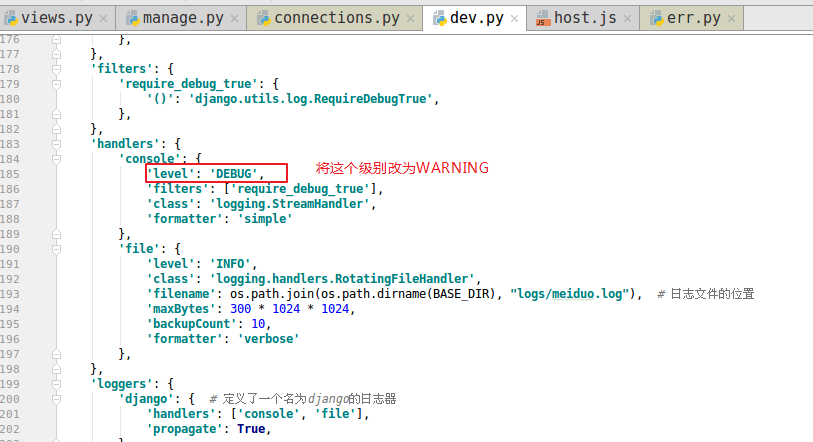 views.py manage.py connections.py dev.py host.js err.py
176 },
177 },
178 'filters': {
179 'require_debug_true': {
180 '()': 'django.utils.log.RequireDebugTrue',
181 },
182 },
183 'handlers': {
184 'console': {
185 'level': 'DEBUG', 将这个级别改为WARNING
186 'filters': ['require_debug_true'],
187 'class': 'logging.StreamHandler',
188 'formatter': 'simple'
189 },
190 'file': {
191 'level': 'INFO',
192 'class': 'logging.handlers.RotatingFileHandler',
193 'filename': os.path.join(os.path.dirname(BASE_DIR), "logs/meiduo.log"), # 日志文件的位置
194 'maxBytes': 300 * 1024 * 1024,
195 'backupCount': 10,
196 'formatter': 'verbose'
197 },
198 },
199 'loggers': {
200 'django': { # 定义了一个名为django的日志器
201 'handlers': ['console', 'file'],
202 'propagate': True,
203 }